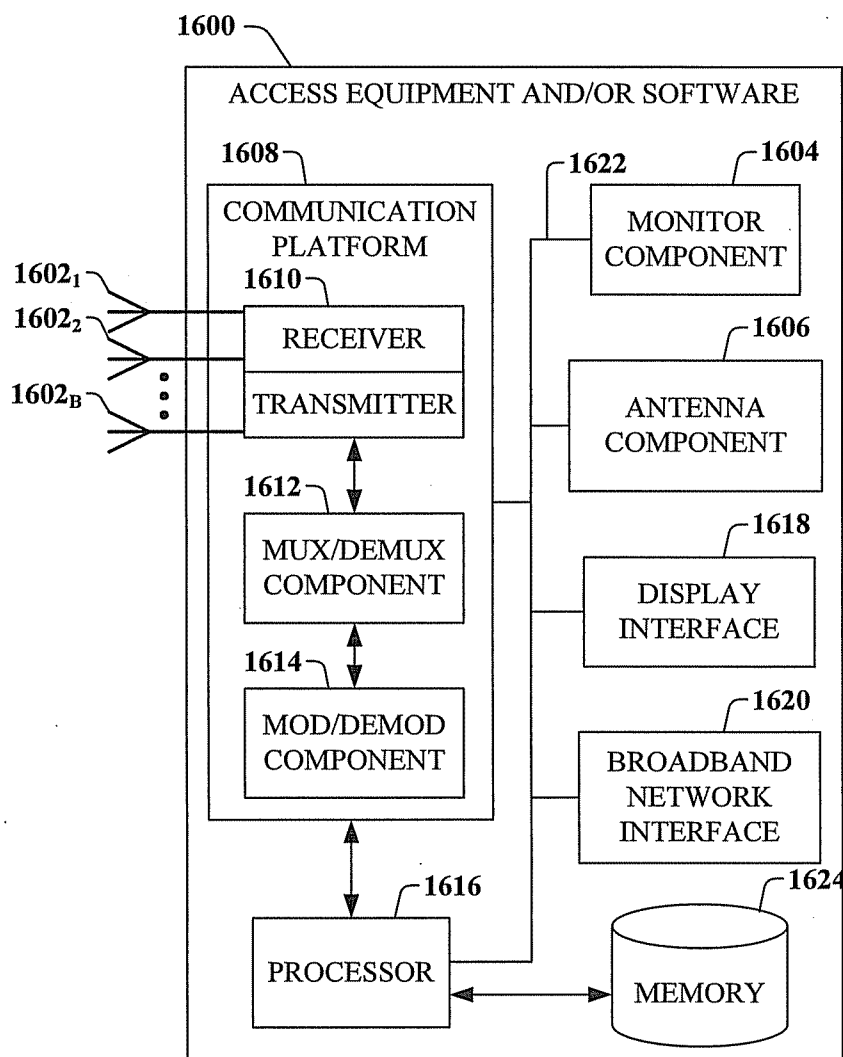 1600
ACCESS EQUIPMENT AND/OR SOFTWARE
1608
COMMUNICATION
PLATFORM
1602₁
1602₂
1602B
1610
RECEIVER
TRANSMITTER
1612
MUX/DEMUX
COMPONENT
1614
MOD/DEMOD
COMPONENT
1616
PROCESSOR
1622
1604
MONITOR
COMPONENT
1606
ANTENNA
COMPONENT
1618
DISPLAY
INTERFACE
1620
BROADBAND
NETWORK
INTERFACE
1624
MEMORY